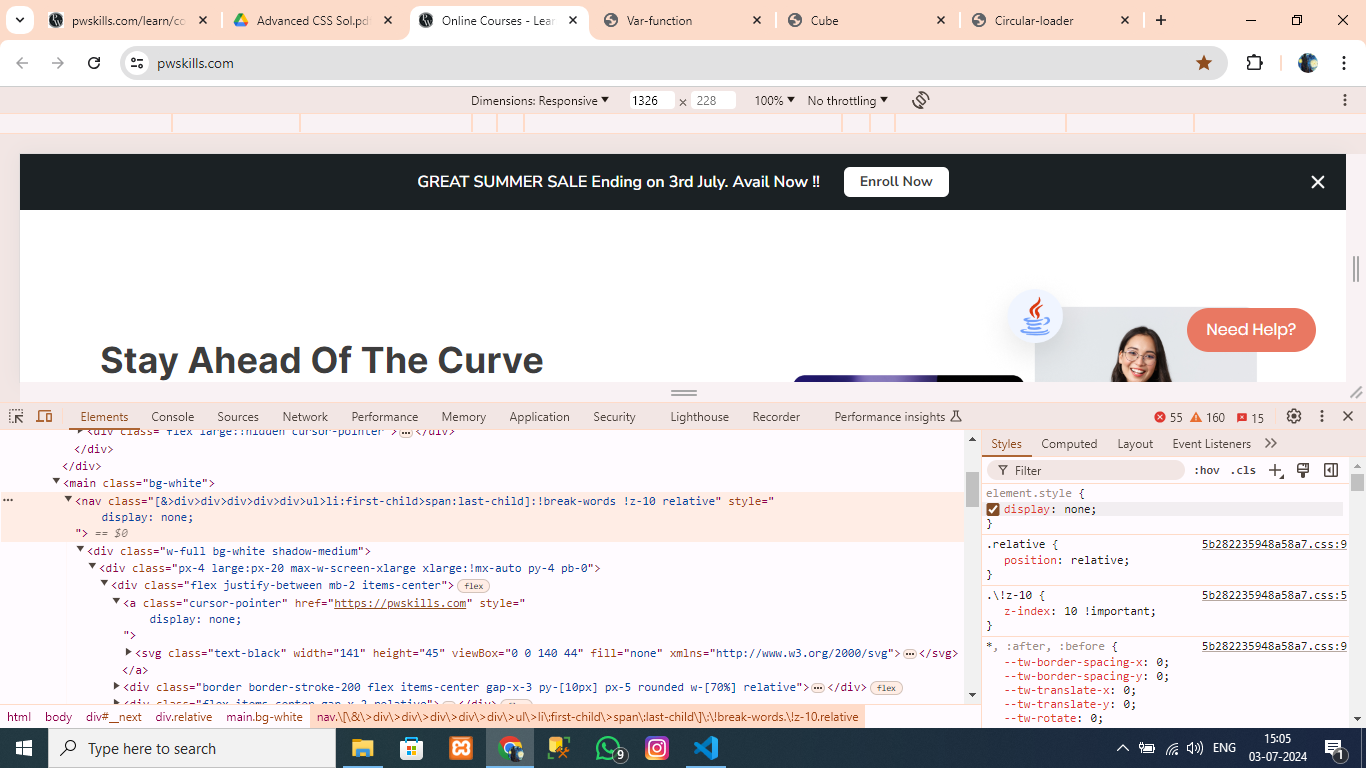 pwskills.com/learn/co
Advanced CSS Sol.pd
Online Courses - Lear
Var-function
Cube
Circular-loader
pwskills.com
Dimensions: Responsive
1326 × 228
100%
No throttling
GREAT SUMMER SALE Ending on 3rd July. Avail Now !!
Enroll Now
Need Help?
Stay Ahead Of The Curve
Elements Console Sources Network Performance Memory Application Security Lighthouse Recorder Performance insights 55 160 15
<div class="flex large:!hidden cursor-pointer">…</div>
</div>
</div>
<main class="bg-white">
<nav class="[&>div>div>div>div>div>ul>li:first-child>span:last-child]:!break-words !z-10 relative" style="
display: none;
"> == $0
<div class="w-full bg-white shadow-medium">
<div class="px-4 large:px-20 max-w-screen-xlarge xlarge:!mx-auto py-4 pb-0">
<div class="flex justify-between mb-2 items-center"> flex
<a class="cursor-pointer" href="https://pwskills.com" style="
display: none;
">
<svg class="text-black" width="141" height="45" viewBox="0 0 140 44" fill="none" xmlns="http://www.w3.org/2000/svg">…</svg>
</a>
<div class="border border-stroke-200 flex items-center gap-x-3 py-[10px] px-5 rounded w-[70%] relative">…</div> flex
<div class="flex items-center gap-x-2 relative">…</div>
html body div#__next div.relative main.bg-white nav.\[\&\>div\>div\>div\>div\>div\>ul\>li\:first-child\>span\:last-child\]\:\!break-words.\!z-10.relative
Styles Computed Layout Event Listeners
Filter
:hov .cls
element.style {
display: none;
}
.relative { 5b282235948a58a7.css:9
position: relative;
}
.\!z-10 { 5b282235948a58a7.css:5
z-index: 10 !important;
}
*, :after, :before { 5b282235948a58a7.css:9
--tw-border-spacing-x: 0;
--tw-border-spacing-y: 0;
--tw-translate-x: 0;
--tw-translate-y: 0;
--tw-rotate: 0;
Type here to search
9
ENG
15:05
03-07-2024
1